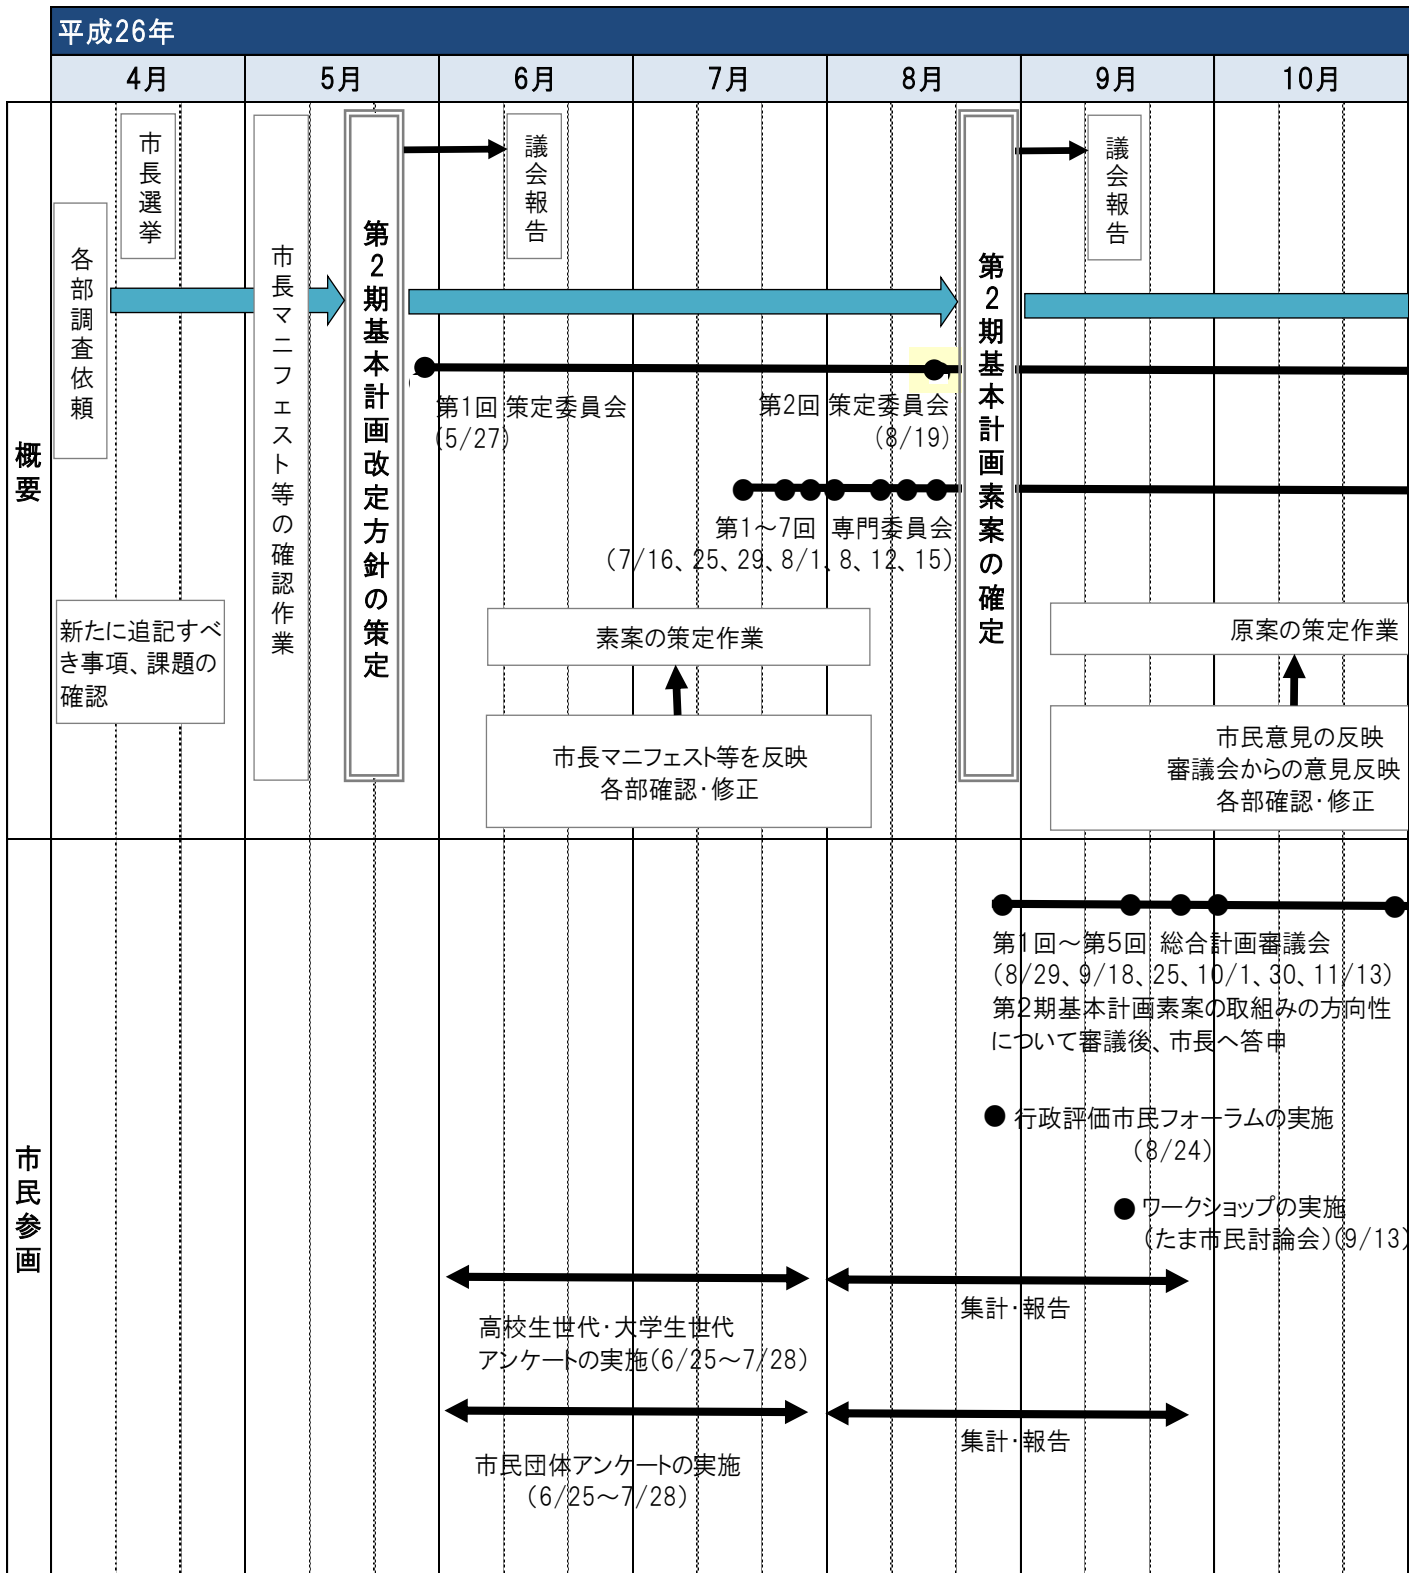 平成26年
4月
5月
6月
7月
8月
9月
10月
概要
市長選挙
各部調査依頼
市長マニフェスト等の確認作業
第2期基本計画改定方針の策定
議会報告
第2期基本計画素案の確定
議会報告
第1回 策定委員会
(5/27)
第2回 策定委員会
(8/19)
第1～7回 専門委員会
(7/16、25、29、8/1、8、12、15)
新たに追記すべ
き事項、課題の
確認
素案の策定作業
市長マニフェスト等を反映
各部確認・修正
原案の策定作業
市民意見の反映
審議会からの意見反映
各部確認・修正
市民参画
第1回～第5回 総合計画審議会
(8/29、9/18、25、10/1、30、11/13)
第2期基本計画素案の取組みの方向性
について審議後、市長へ答申
行政評価市民フォーラムの実施
(8/24)
ワークショップの実施
(たま市民討論会)(9/13)
高校生世代・大学生世代
アンケートの実施(6/25～7/28)
集計・報告
市民団体アンケートの実施
(6/25～7/28)
集計・報告